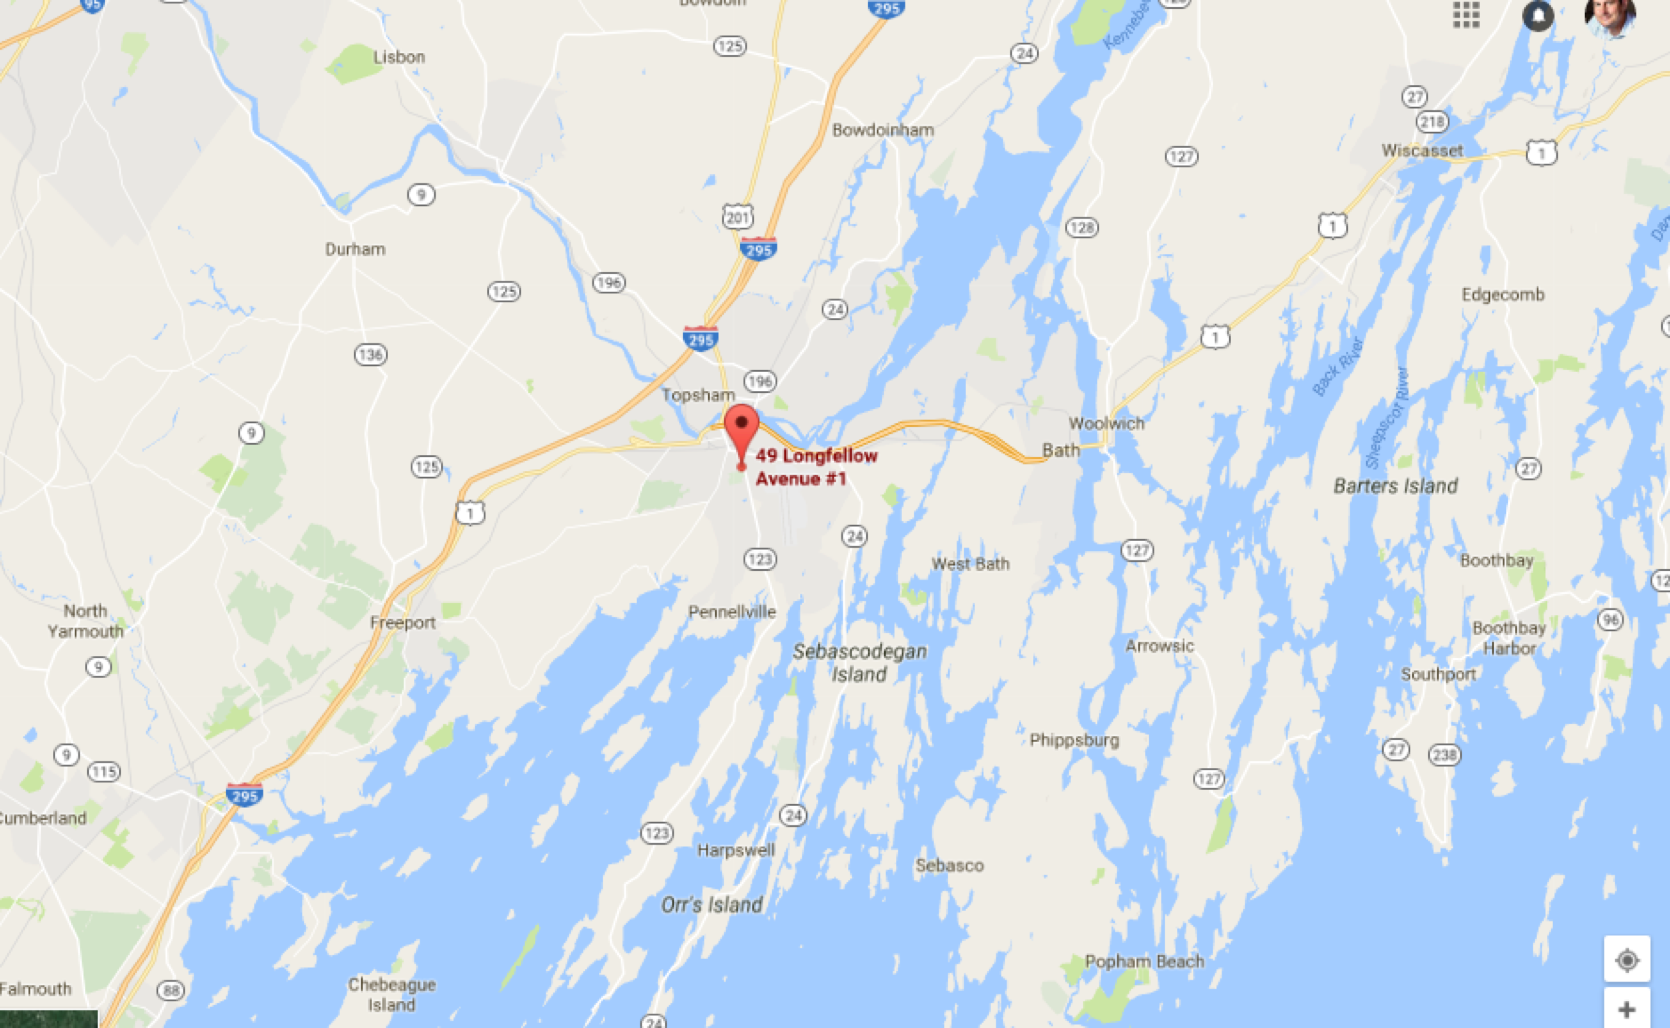 95
Bowdoin
295
125
24
Kennebe
Lisbon
27
218
Bowdoinham
Wiscasset
1
127
9
201
128
1
Durham
295
196
125
24
Edgecomb
295
1
136
196
Back River
Topsham
Sheepscot River
9
Woolwich
Bath
49 Longfellow
Avenue #1
125
27
Barters Island
1
24
127
123
West Bath
Boothbay
12
North
Yarmouth
Freeport
Pennellville
96
Boothbay
Harbor
Arrowsic
Sebascodegan
Island
9
Southport
Phippsburg
9
115
27
238
127
295
Cumberland
24
123
Harpswell
Sebasco
Orr's Island
Popham Beach
Falmouth
88
Chebeague
Island
24
+